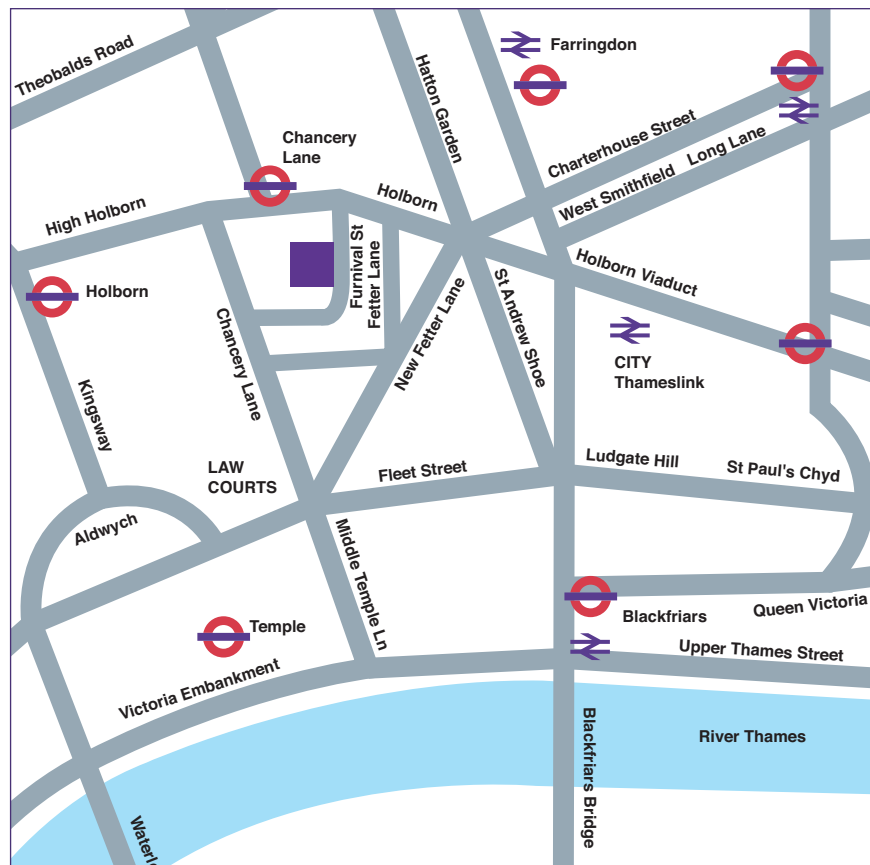 Theobalds Road
Farringdon
Hatton Garden
Charterhouse Street
Chancery
Lane
West Smithfield
Long Lane
High Holborn
Holborn
Holborn
Furnival St
Fetter Lane
Holborn Viaduct
Chancery Lane
New Fetter Lane
St Andrew Shoe
CITY
Thameslink
Kingsway
LAW
COURTS
Fleet Street
Ludgate Hill
St Paul's Chyd
Aldwych
Middle Temple Ln
Temple
Blackfriars
Queen Victoria
Upper Thames Street
Victoria Embankment
Blackfriars Bridge
River Thames
Waterl